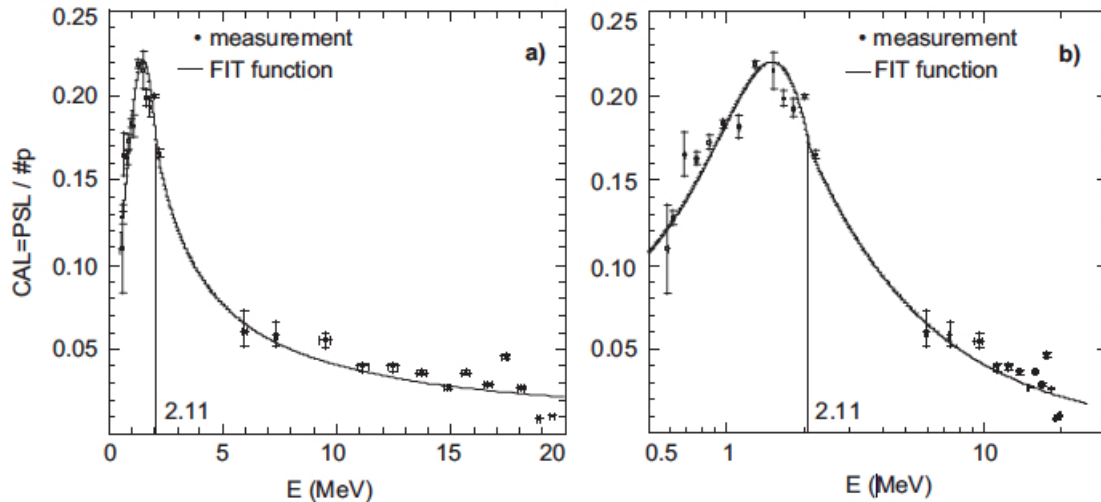 0.25
0.20
0.15
0.10
0.05
CAL=PSL / #p
• measurement
— FIT function
a)
2.11
0
5
10
15
20
E (MeV)
0.25
0.20
0.15
0.10
0.05
• measurement
— FIT function
b)
2.11
0.5
1
10
E (MeV)